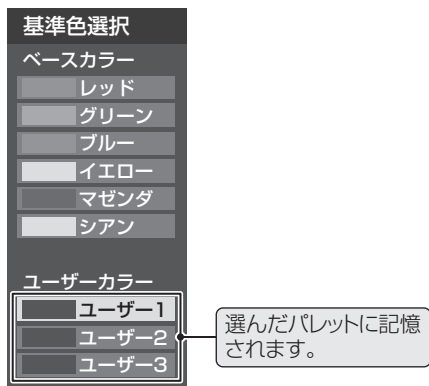 基準色選択
ベースカラー
レッド
グリーン
ブルー
イエロー
マゼンダ
シアン
ユーザーカラー
ユーザー1
ユーザー2
ユーザー3
選んだパレットに記憶
されます。